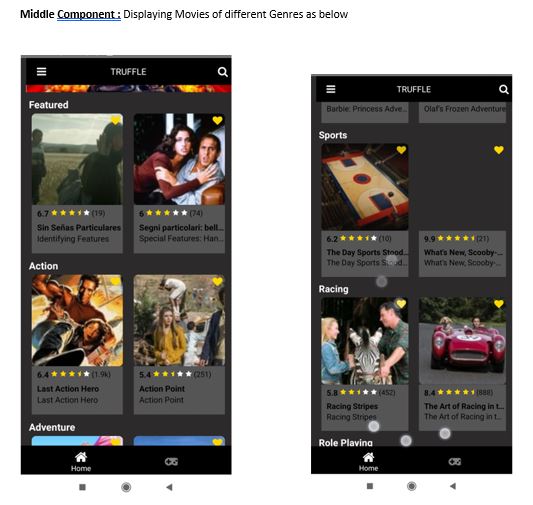 Middle Component : Displaying Movies of different Genres as below
TRUFFLE
Featured
6.7 (19)
Sin Señas Particulares
Identifying Features
6 (74)
Segni particolari: bell...
Special Features: Han...
Action
6.4 (1.9k)
Last Action Hero
Last Action Hero
5.4 (251)
Action Point
Action Point
Adventure
Home
TRUFFLE
Barbie: Princess Adve...
Olaf's Frozen Adventure
Sports
6.2 (10)
The Day Sports Stood...
The Day Sports Stood...
9.9 (21)
What's New, Scooby-...
What's New, Scooby-...
Racing
5.8 (452)
Racing Stripes
Racing Stripes
8.4 (888)
The Art of Racing in t...
The Art of Racing in t...
Role Playing
Home